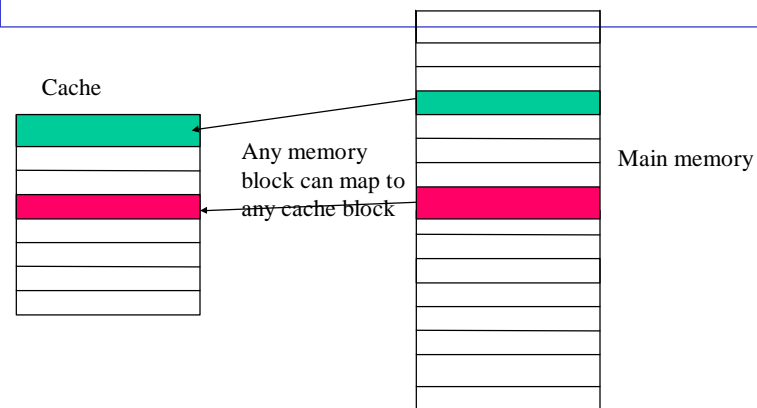 Cache
Any memory
block can map to
any cache block
Main memory